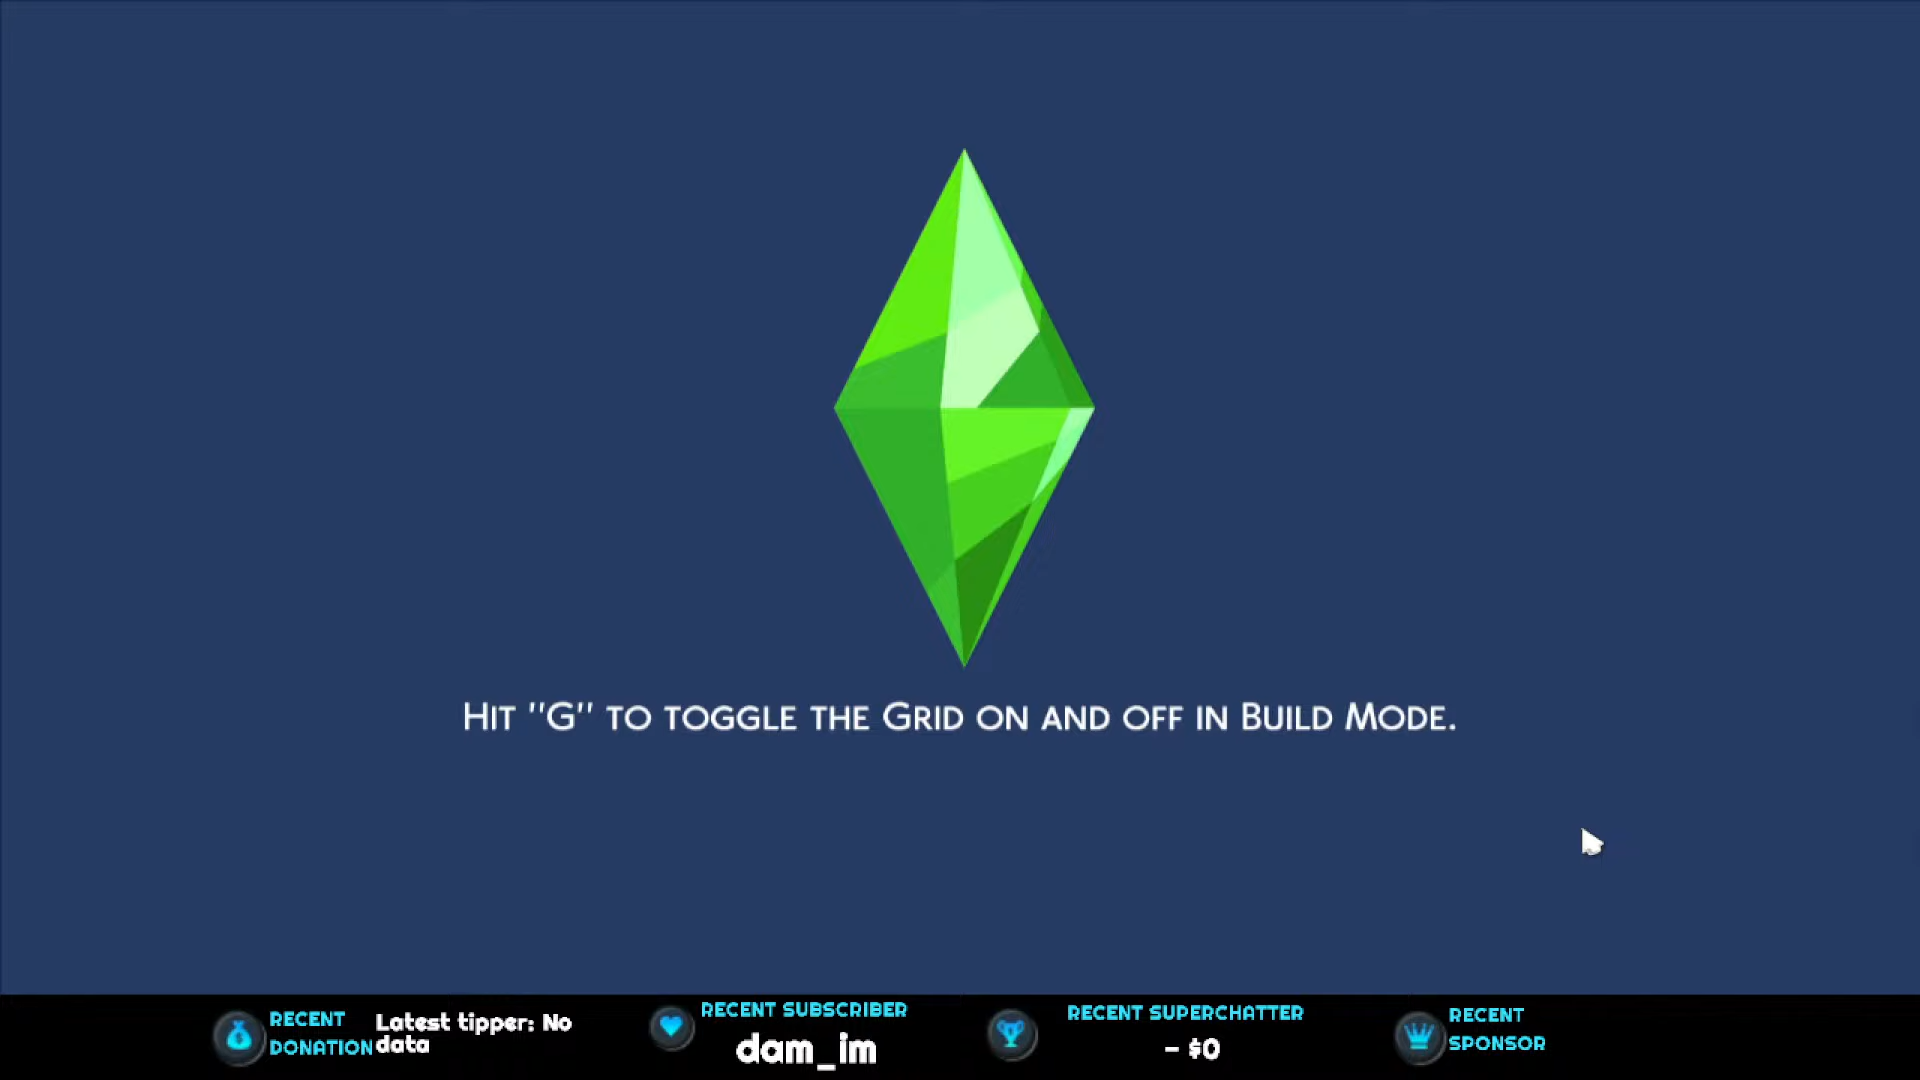 Hit "G" to toggle the Grid on and off in Build Mode.
RECENT
DONATION
Latest tipper: No
data
RECENT SUBSCRIBER
dam_im
RECENT SUPERCHATTER
- $0
RECENT
SPONSOR